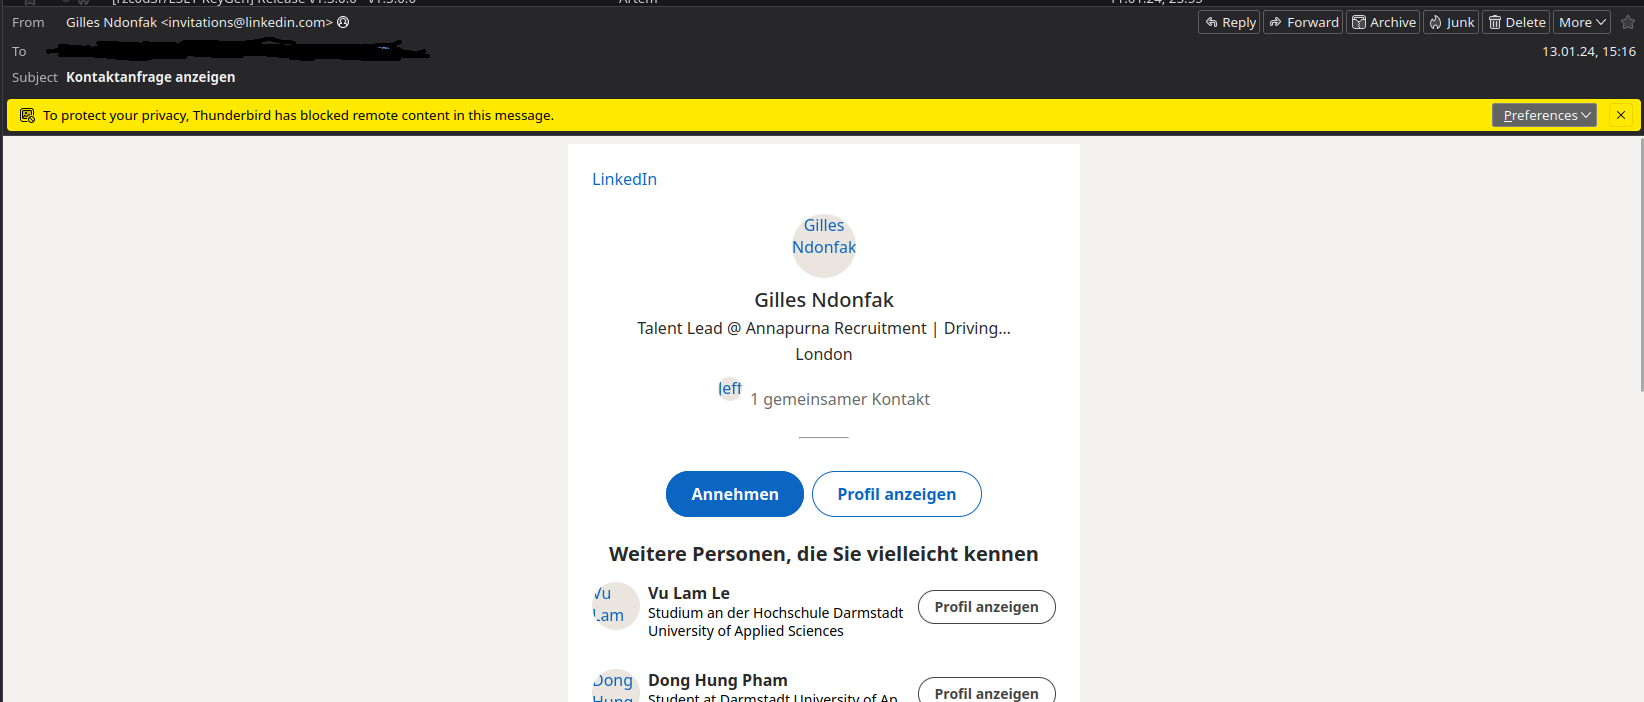 From Gilles Ndonfak <invitations@linkedin.com>
Reply Forward Archive Junk Delete More
To
13.01.24, 15:16
Subject Kontaktanfrage anzeigen
To protect your privacy, Thunderbird has blocked remote content in this message.
Preferences
LinkedIn
Gilles
Ndonfak
Gilles Ndonfak
Talent Lead @ Annapurna Recruitment | Driving...
London
Jeff
1 gemeinsamer Kontakt
Annehmen Profil anzeigen
Weitere Personen, die Sie vielleicht kennen
Vu
Lam
Vu Lam Le
Studium an der Hochschule Darmstadt
University of Applied Sciences
Profil anzeigen
Dong
Hung
Dong Hung Pham
Student at Darmstadt University of Ap
Profil anzeigen